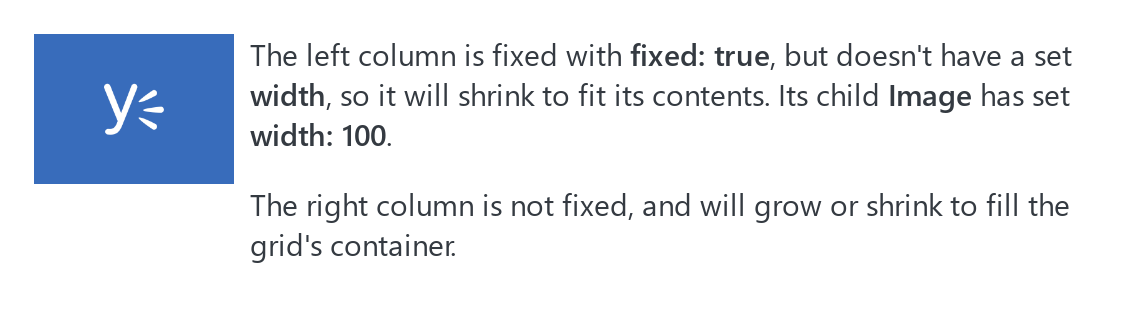 The left column is fixed with fixed: true, but doesn't have a set
width, so it will shrink to fit its contents. Its child Image has set
width: 100.
The right column is not fixed, and will grow or shrink to fill the
grid's container.